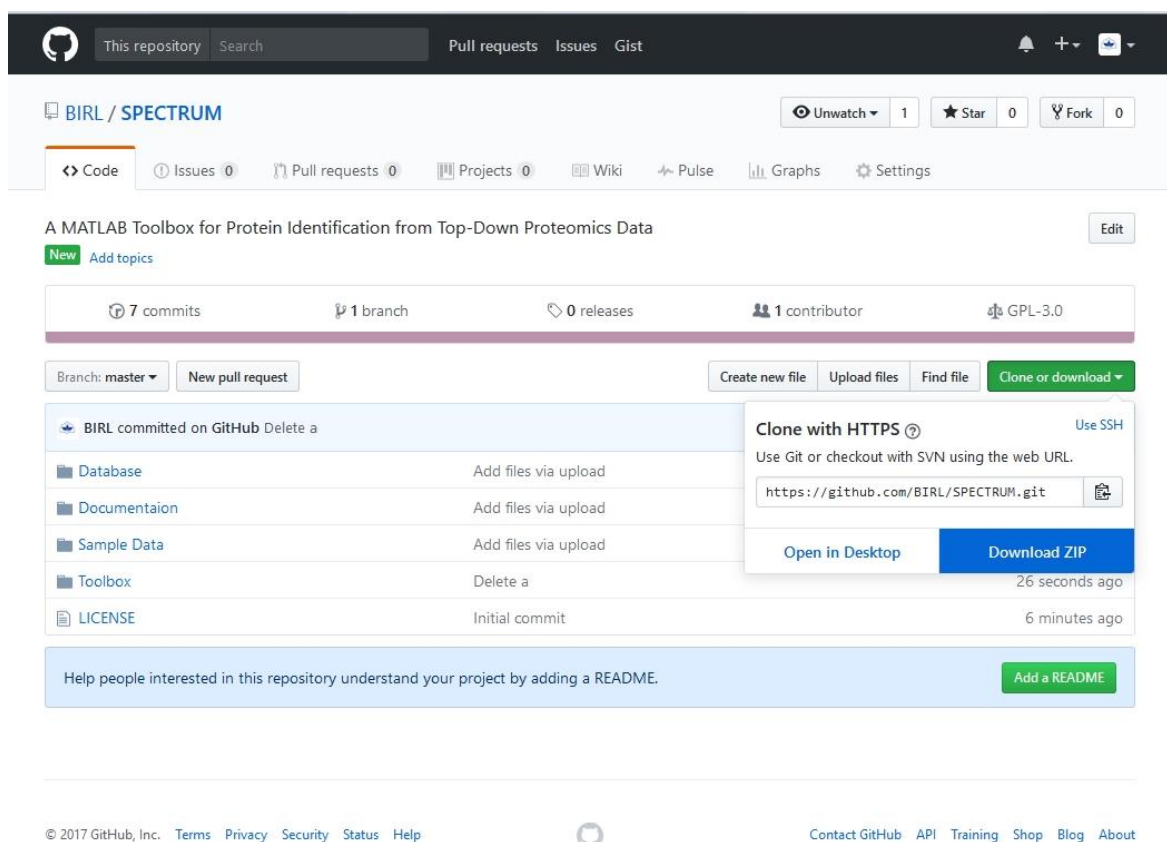 This repository Search Pull requests Issues Gist
BIRL / SPECTRUM Unwatch 1 Star 0 Fork 0
Code Issues 0 Pull requests 0 Projects 0 Wiki Pulse Graphs Settings
A MATLAB Toolbox for Protein Identification from Top-Down Proteomics Data Edit
New Add topics
7 commits 1 branch 0 releases 1 contributor GPL-3.0
Branch: master New pull request Create new file Upload files Find file Clone or download
BIRL committed on GitHub Delete a
Clone with HTTPS ? Use SSH
Use Git or checkout with SVN using the web URL.
https://github.com/BIRL/SPECTRUM.git
Open in Desktop Download ZIP
Database Add files via upload
Documentaion Add files via upload
Sample Data Add files via upload
Toolbox Delete a 26 seconds ago
LICENSE Initial commit 6 minutes ago
Help people interested in this repository understand your project by adding a README. Add a README
© 2017 GitHub, Inc. Terms Privacy Security Status Help Contact GitHub API Training Shop Blog About